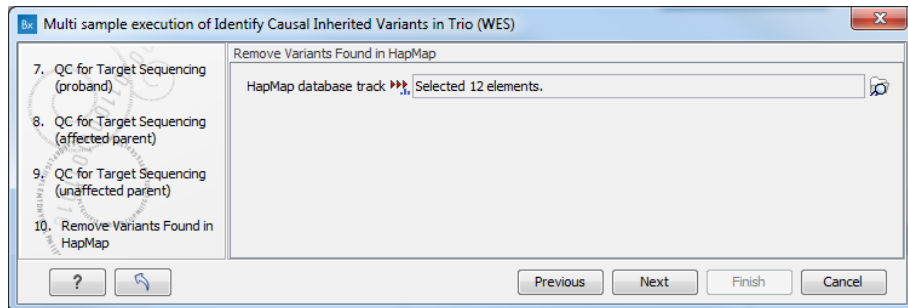 Bx Multi sample execution of Identify Causal Inherited Variants in Trio (WES)
X
7. QC for Target Sequencing
(proband)
8. QC for Target Sequencing
(affected parent)
9. QC for Target Sequencing
(unaffected parent)
10. Remove Variants Found in
HapMap
Remove Variants Found in HapMap
HapMap database track Selected 12 elements.
? Previous Next Finish Cancel